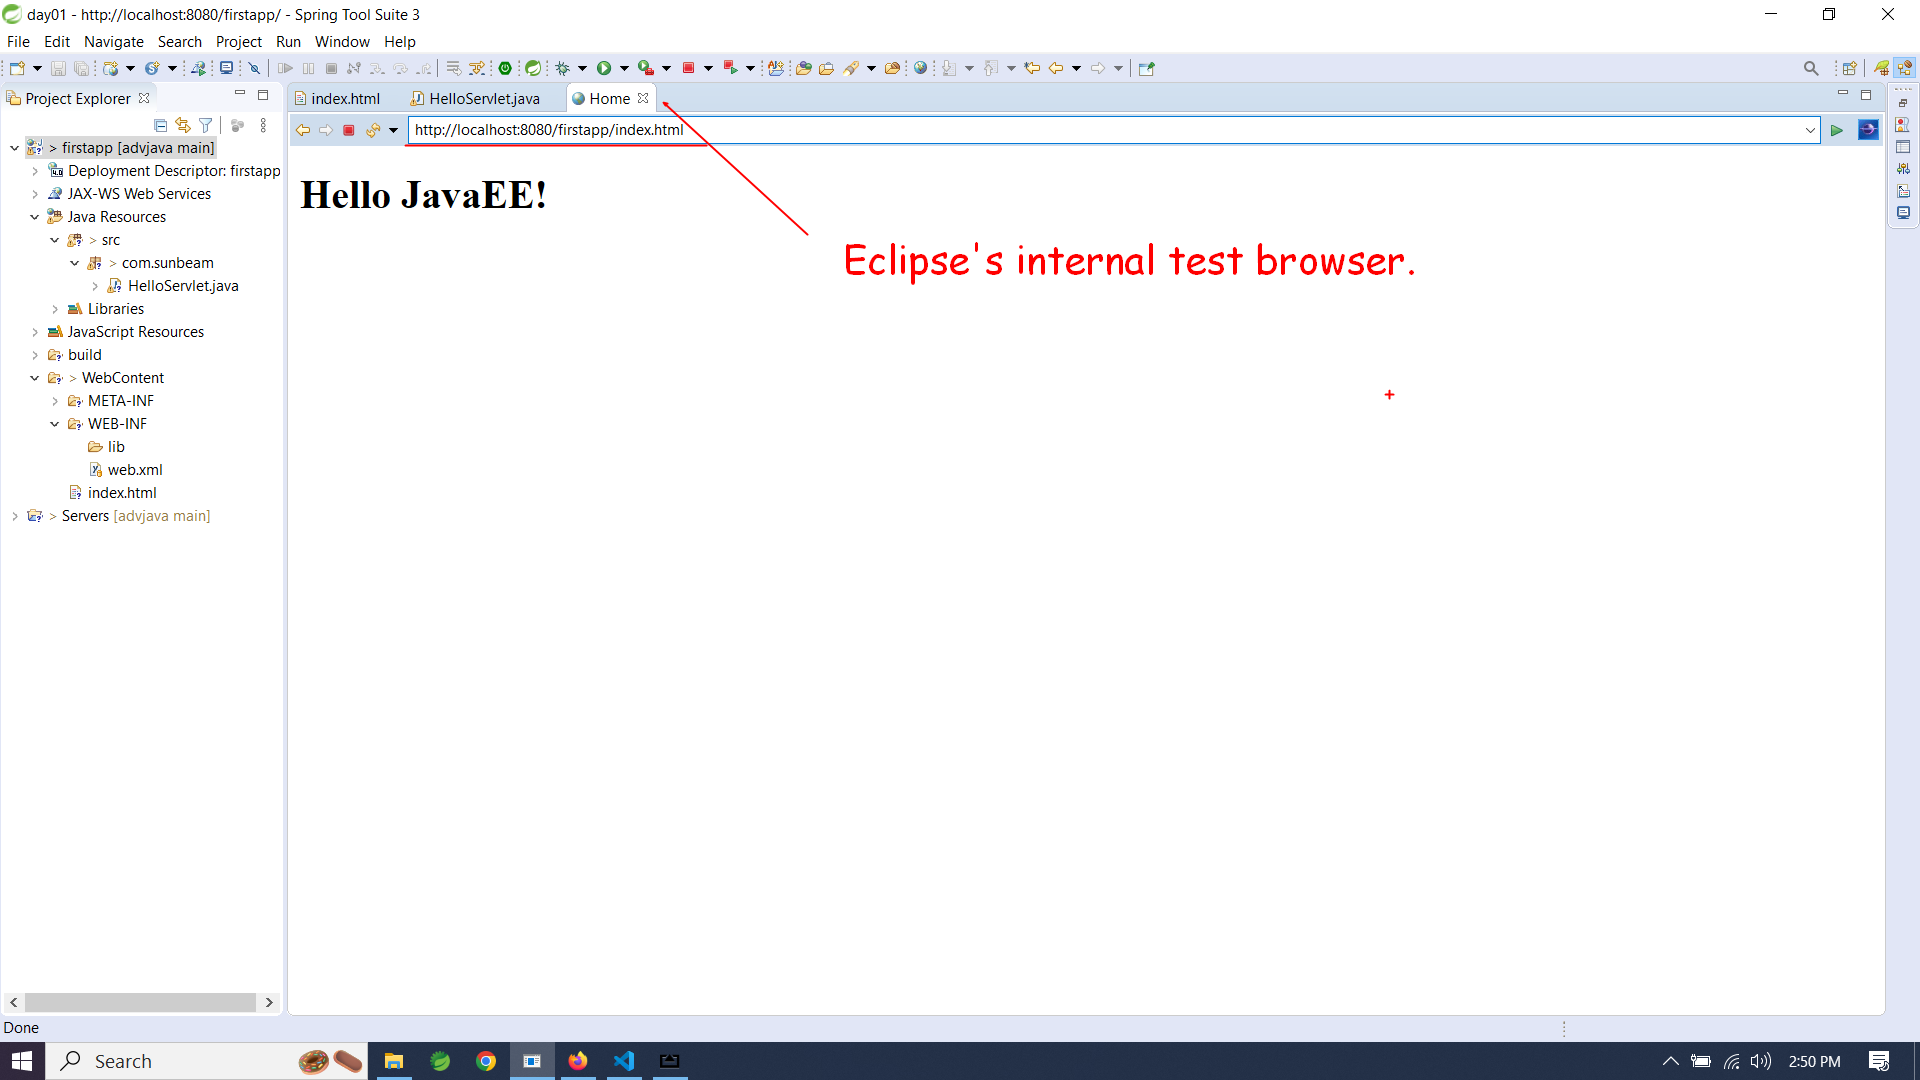 day01 - http://localhost:8080/firstapp/ - Spring Tool Suite 3
File Edit Navigate Search Project Run Window Help
Project Explorer
index.html HelloServlet.java Home
http://localhost:8080/firstapp/index.html
> firstapp [advjava main]
Deployment Descriptor: firstapp
JAX-WS Web Services
Java Resources
> src
> com.sunbeam
HelloServlet.java
Libraries
JavaScript Resources
build
> WebContent
META-INF
WEB-INF
lib
web.xml
index.html
> Servers [advjava main]
Hello JavaEE!
Eclipse's internal test browser.
Done
Search
2:50 PM